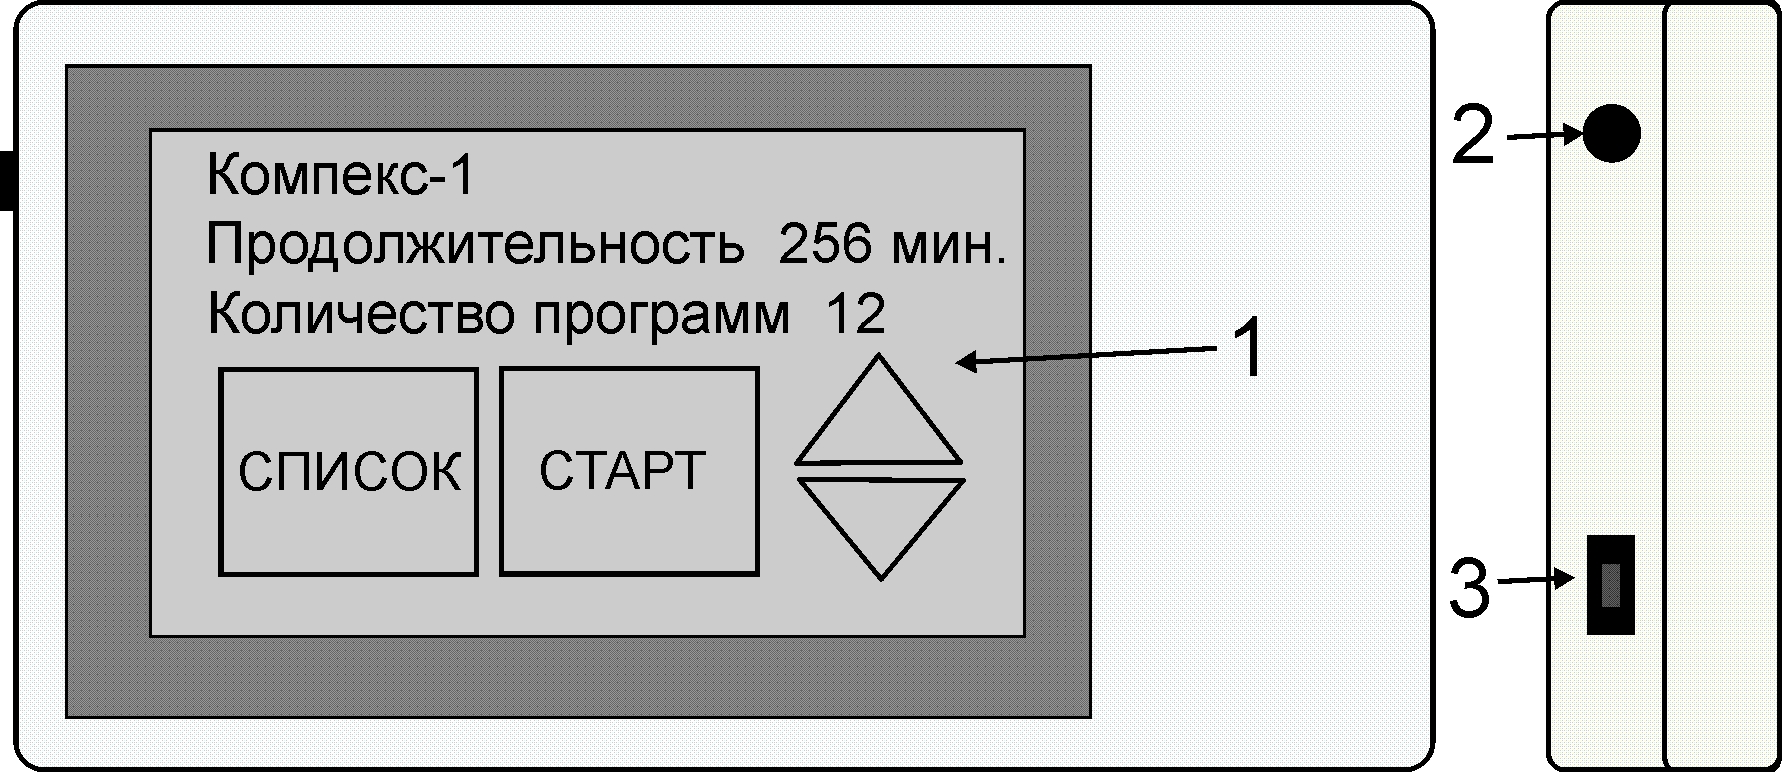 Компекс-1
Продолжительность 256 мин.
Количество программ 12
СПИСОК
СТАРТ
1
2
3